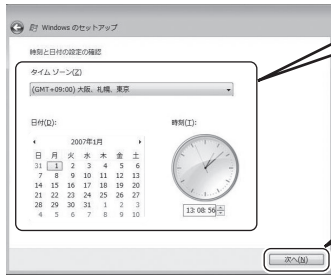 Windows のセットアップ
時刻と日付の設定の確認
タイム ゾーン(Z)
(GMT+09:00) 大阪、札幌、東京
日付(D):
時刻(T):
2007年1月
日 月 火 水 木 金 土
31 1 2 3 4 5 6
7 8 9 10 11 12 13
14 15 16 17 18 19 20
21 22 23 24 25 26 27
28 29 30 31 1 2 3
4 5 6 7 8 9 10
13:08:56
次へ(N)